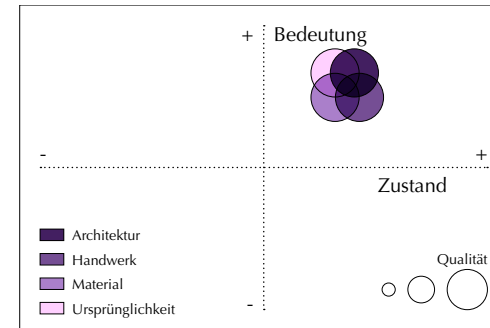 + Bedeutung
- +
Zustand
Architektur
Handwerk
Material
Ursprünglichkeit
-
Qualität